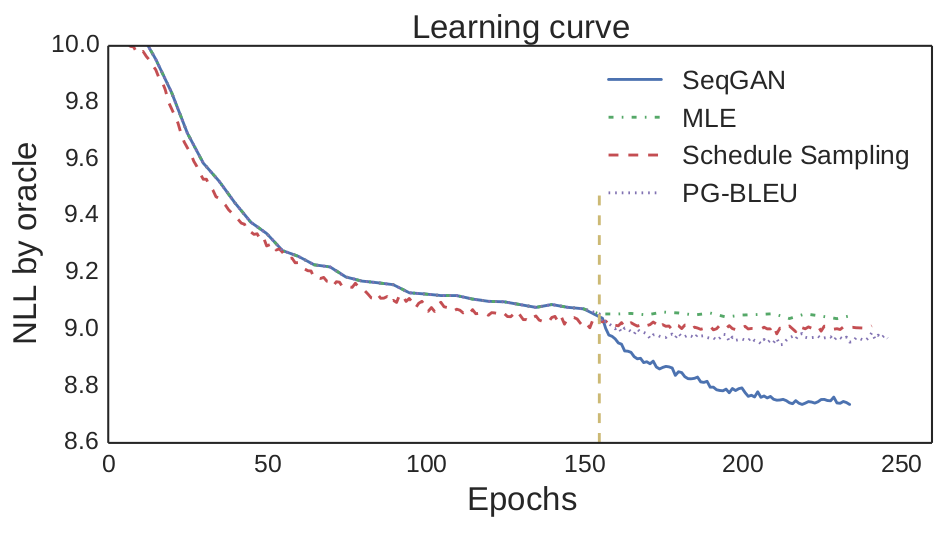 Learning curve
10.0
9.8
9.6
9.4
9.2
9.0
8.8
8.6
NLL by oracle
SeqGAN
MLE
Schedule Sampling
PG-BLEU
0 50 100 150 200 250
Epochs